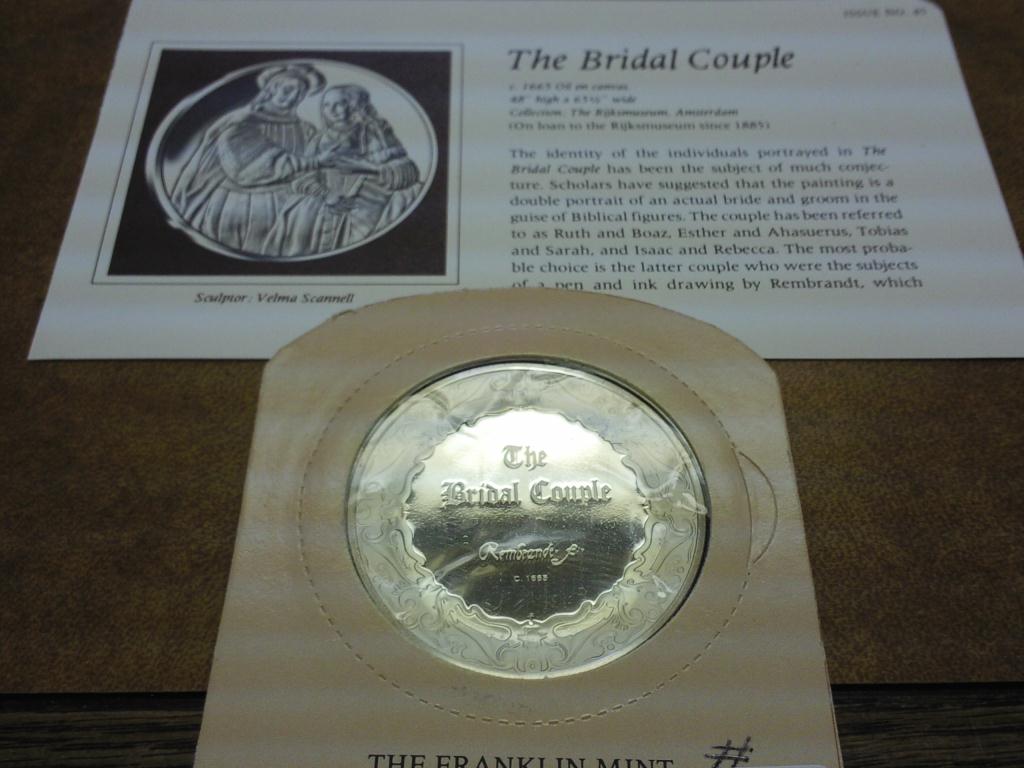 ISSUE NO. 45
The Bridal Couple
c. 1665 Oil on canvas
48" high x 65½" wide
Collection: The Rijksmuseum, Amsterdam
(On loan to the Rijksmuseum since 1885)
The identity of the individuals portrayed in The
Bridal Couple has been the subject of much conjec-
ture. Scholars have suggested that the painting is a
double portrait of an actual bride and groom in the
guise of Biblical figures. The couple has been referred
to as Ruth and Boaz, Esther and Ahasuerus, Tobias
and Sarah, and Isaac and Rebecca. The most proba-
ble choice is the latter couple who were the subjects
of a pen and ink drawing by Rembrandt, which
Sculptor: Velma Scannell
The
Bridal Couple
Rembrandt f.
C. 1665
THE FRANKLIN MINT
#